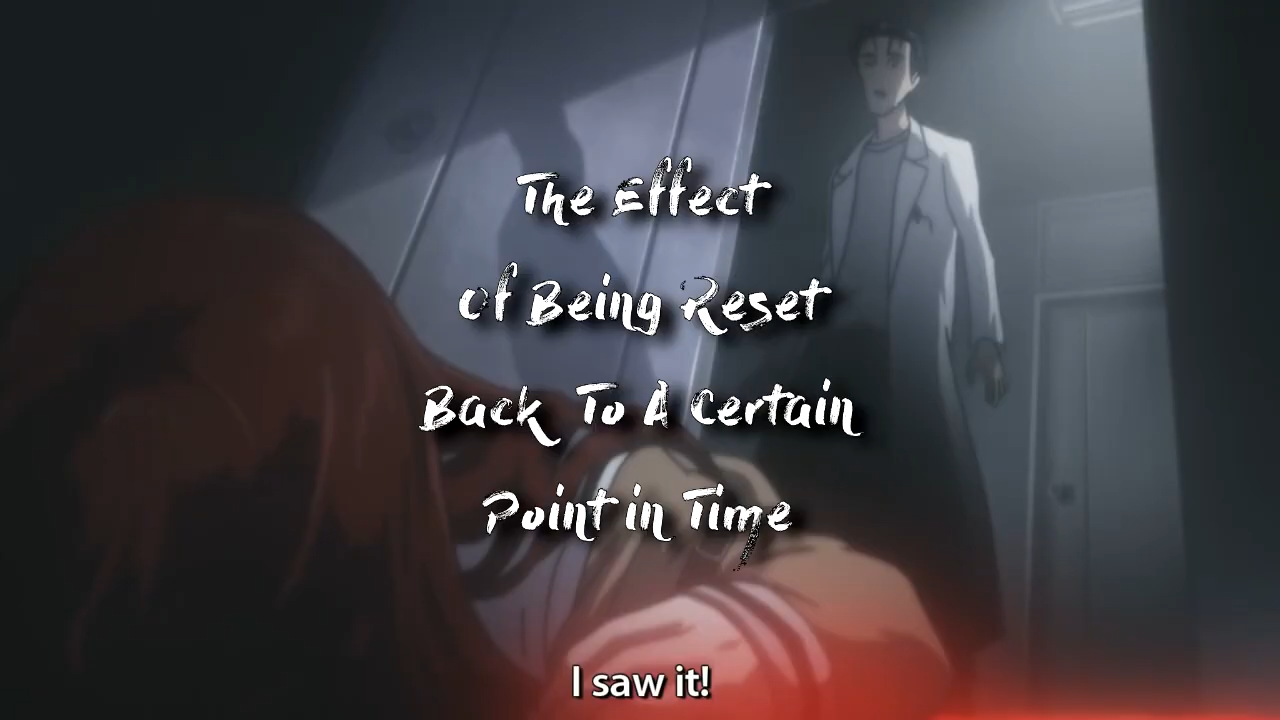 The Effect
Of Being Reset
Back To A Certain
Point in Time
I saw it!